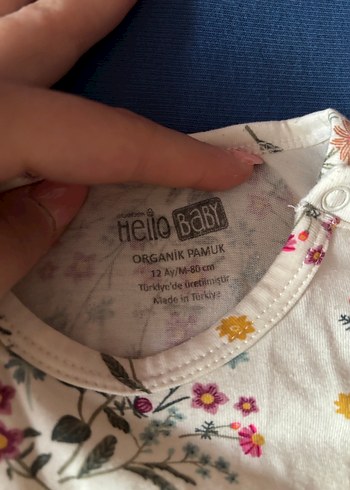 Hello BABY
ORGANİK PAMUK
12 Ay/M-80 cm
Türkiye'de üretilmiştir
Made in Türkiye